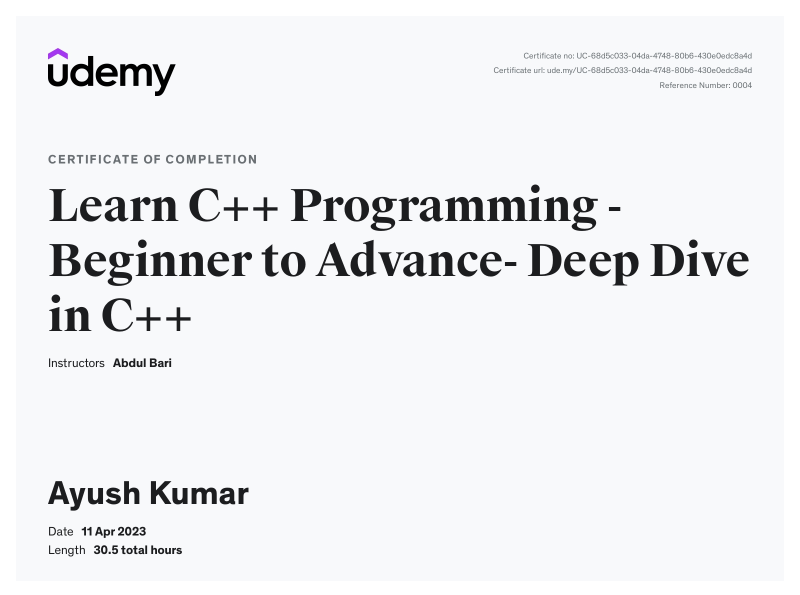 udemy
Certificate no: UC-68d5c033-04da-4748-80b6-430e0edc8a4d
Certificate url: ude.my/UC-68d5c033-04da-4748-80b6-430e0edc8a4d
Reference Number: 0004
CERTIFICATE OF COMPLETION
Learn C++ Programming -
Beginner to Advance- Deep Dive
in C++
Instructors Abdul Bari
Ayush Kumar
Date 11 Apr 2023
Length 30.5 total hours